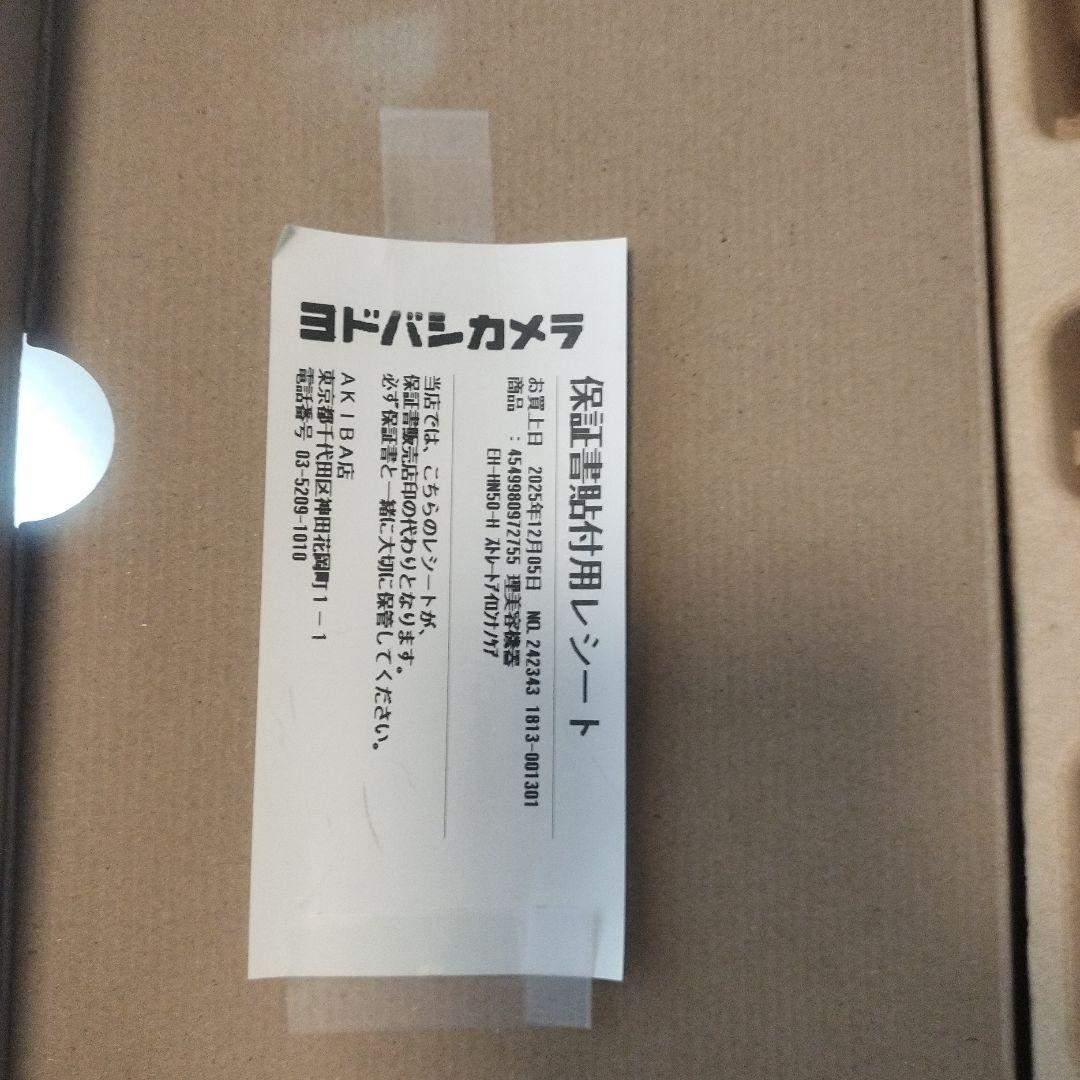 ヨドバシカメラ
保証書貼付用レシート
お買上日 2025年12月05日 NO. 242343 1813-001301
商品 : 4549980972755 理美容機器
EH-HN50-H ストレートアイロンナノケア
当店では、こちらのレシートが、
保証書販売店印の代わりとなります。
必ず保証書と一緒に大切に保管してください。
AKIBA店
東京都千代田区神田花岡町1-1
電話番号 03-5209-1010